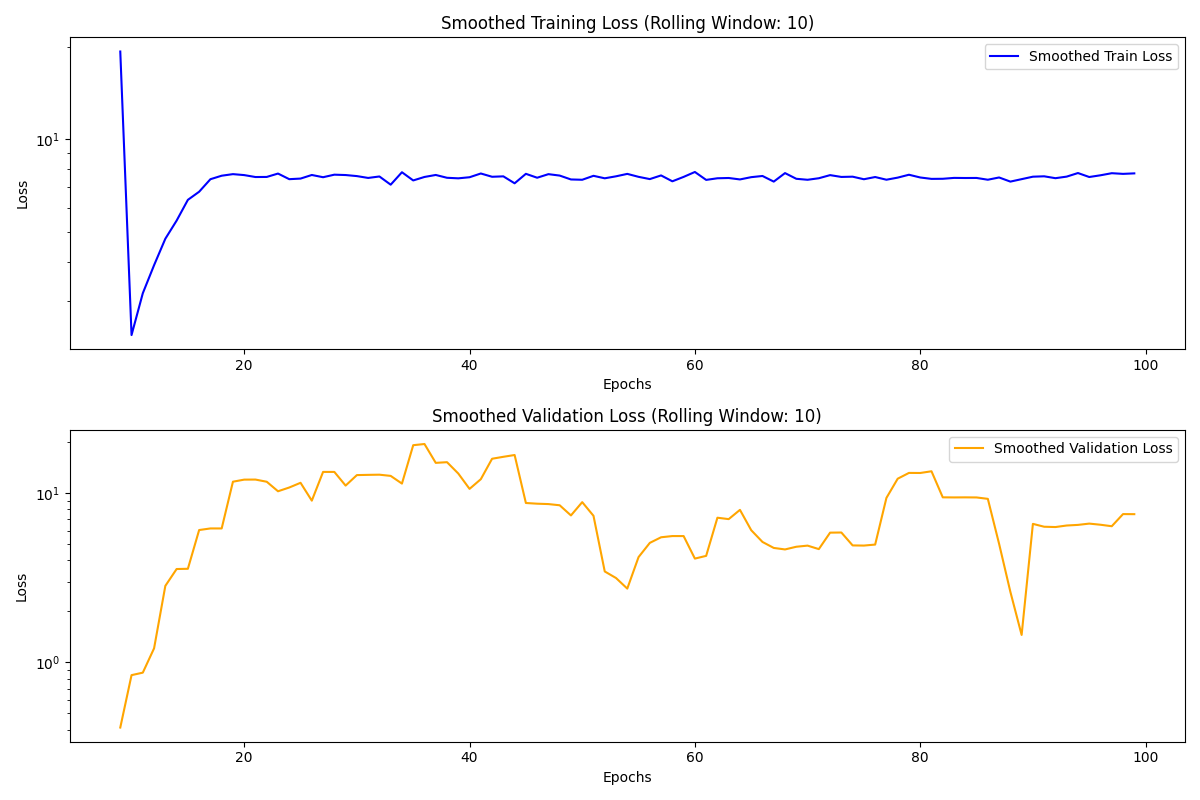 Smoothed Training Loss (Rolling Window: 10)
Smoothed Train Loss
10¹
Loss
20 40 60 80 100
Epochs
Smoothed Validation Loss (Rolling Window: 10)
Smoothed Validation Loss
10¹
Loss
10⁰
20 40 60 80 100
Epochs